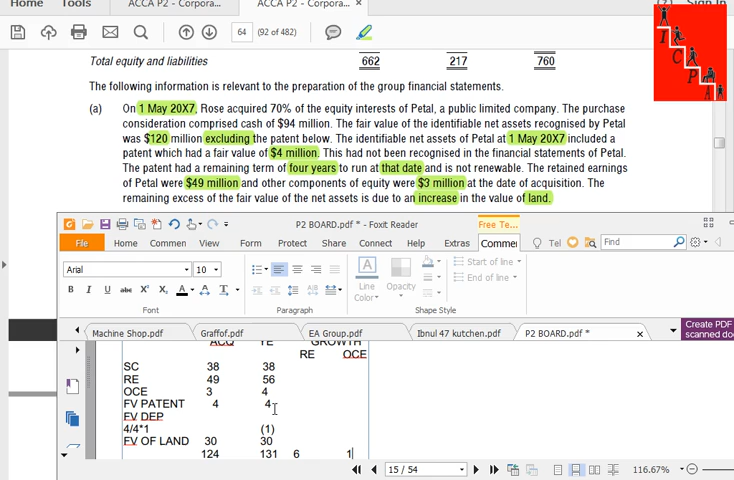 Home Tools ACCA P2 - Corpora... ACCA P2 - Corpora... ×
64 (92 of 482)
I
C
P
A
Total equity and liabilities 662 217 760
The following information is relevant to the preparation of the group financial statements.
(a) On 1 May 20X7, Rose acquired 70% of the equity interests of Petal, a public limited company. The purchase
consideration comprised cash of $94 million. The fair value of the identifiable net assets recognised by Petal
was $120 million excluding the patent below. The identifiable net assets of Petal at 1 May 20X7 included a
patent which had a fair value of $4 million. This had not been recognised in the financial statements of Petal.
The patent had a remaining term of four years to run at that date and is not renewable. The retained earnings
of Petal were $49 million and other components of equity were $3 million at the date of acquisition. The
remaining excess of the fair value of the net assets is due to an increase in the value of land.
P2 BOARD.pdf * - Foxit Reader Free Te...
File Home Comment View Form Protect Share Connect Help Extras Commer Tel Find
Arial 10
B I U abc X² X₂ A
Font Paragraph
Line Color Opacity
Start of line
End of line
Shape Style
Machine Shop.pdf Graffof.pdf EA Group.pdf Ibnul 47 kutchen.pdf P2 BOARD.pdf * ×
Create PDF
scanned doc
ACQ YE GROWTH
RE OCE
SC 38 38
RE 49 56
OCE 3 4
FV PATENT 4 4
FV DEP
4/4*1 (1)
FV OF LAND 30 30
124 131 6 1
15 / 54 116.67%